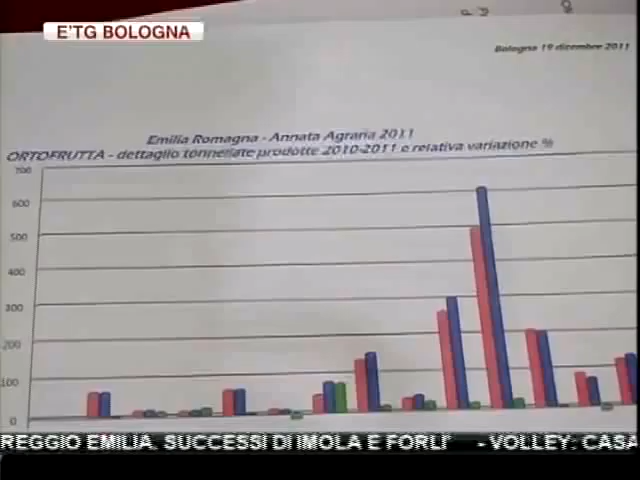 E'TG BOLOGNA
Bologna 19 dicembre 2011
Emilia Romagna - Annata Agraria 2011
ORTOFRUTTA - dettaglio tonnellate prodotte 2010-2011 e relativa variazione %
700
600
500
400
300
200
100
0
REGGIO EMILIA. SUCCESSI DI IMOLA E FORLI' - VOLLEY: CASA